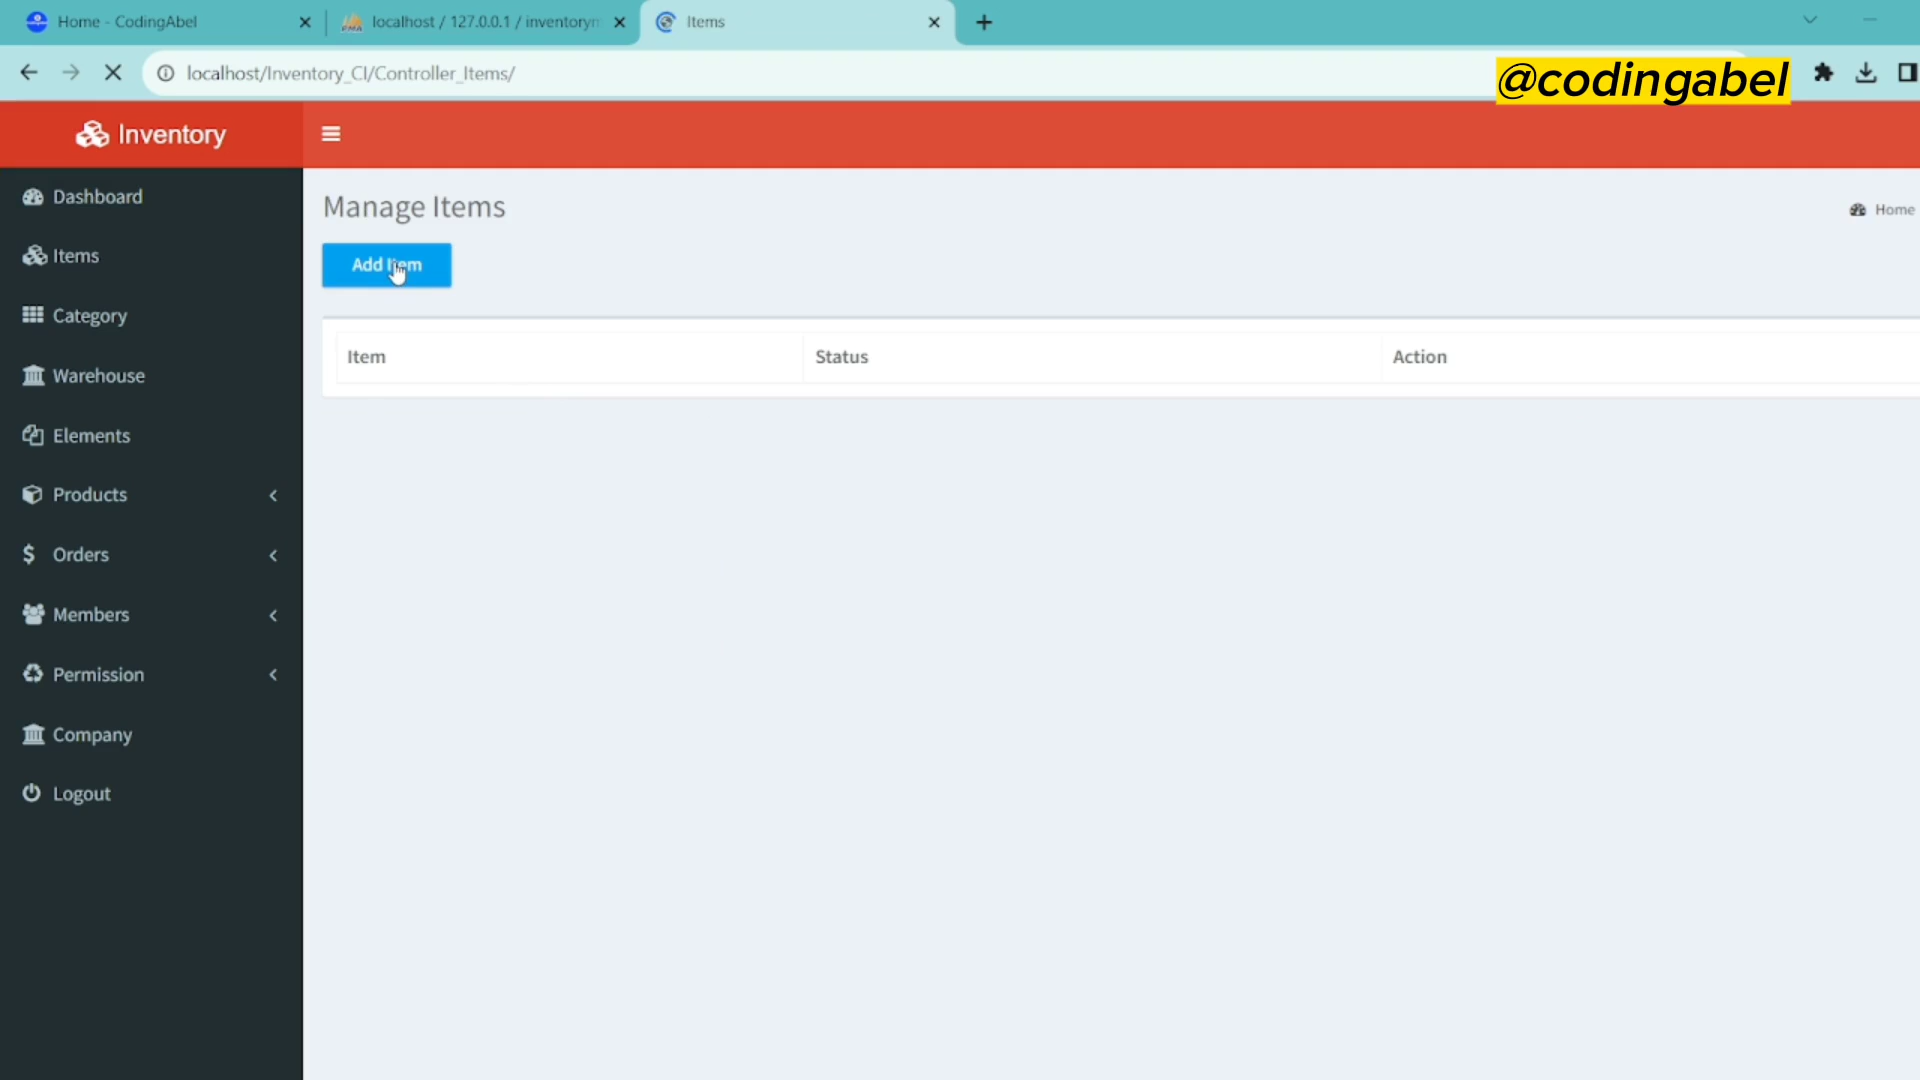 Home - CodingAbel
localhost / 127.0.0.1 / inventoryn
Items
localhost/Inventory_CI/Controller_Items/
@codingabel
Inventory
Dashboard
Manage Items
Home
Items
Add Item
Category
Item Status Action
Warehouse
Elements
Products
Orders
Members
Permission
Company
Logout